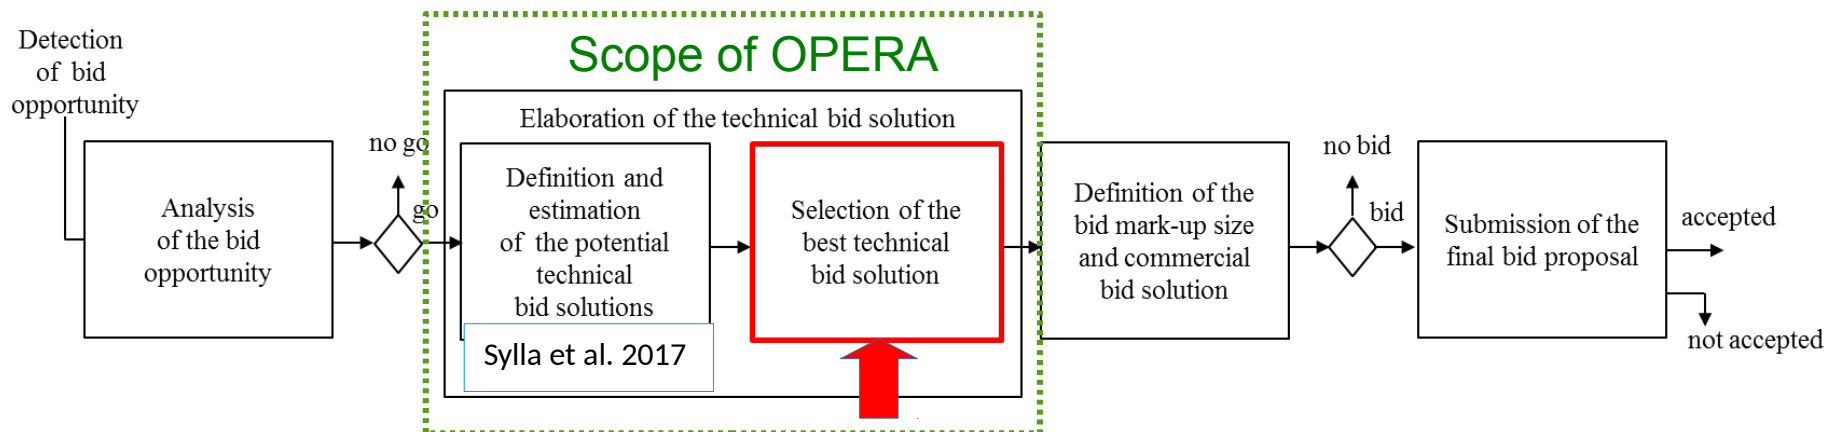 Detection
of bid
opportunity
Analysis
of the bid
opportunity
no go
go
Scope of OPERA
Elaboration of the technical bid solution
Definition and
estimation
of the potential
technical
bid solutions
Sylla et al. 2017
Selection of the
best technical
bid solution
Definition of the
bid mark-up size
and commercial
bid solution
no bid
bid
Submission of the
final bid proposal
accepted
not accepted